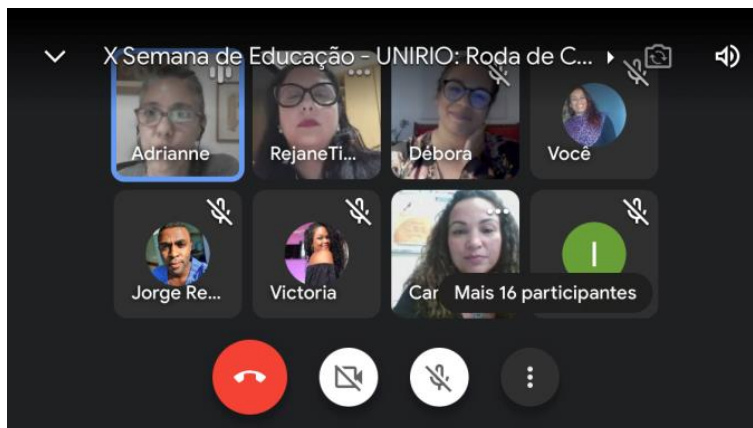 X Semana de Educação - UNIRIO: Roda de C...
Adrianne
RejaneTi...
Débora
Você
Jorge Re...
Victoria
Car
Mais 16 participantes
I